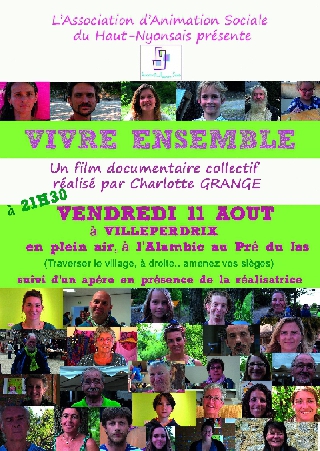 L'Association d'Animation Sociale
du Haut-Nyonsais présente
VIVRE ENSEMBLE
Un film documentaire collectif
réalisé par Charlotte GRANGE
à 21H30
VENDREDI 11 AOUT
à VILLEPERDRIX
en plein air, à l'Alambic au Pré du Jas
(Traverser le village, à droite.. amenez vos sièges)
suivi d'un apéro en présence de la réalisatrice